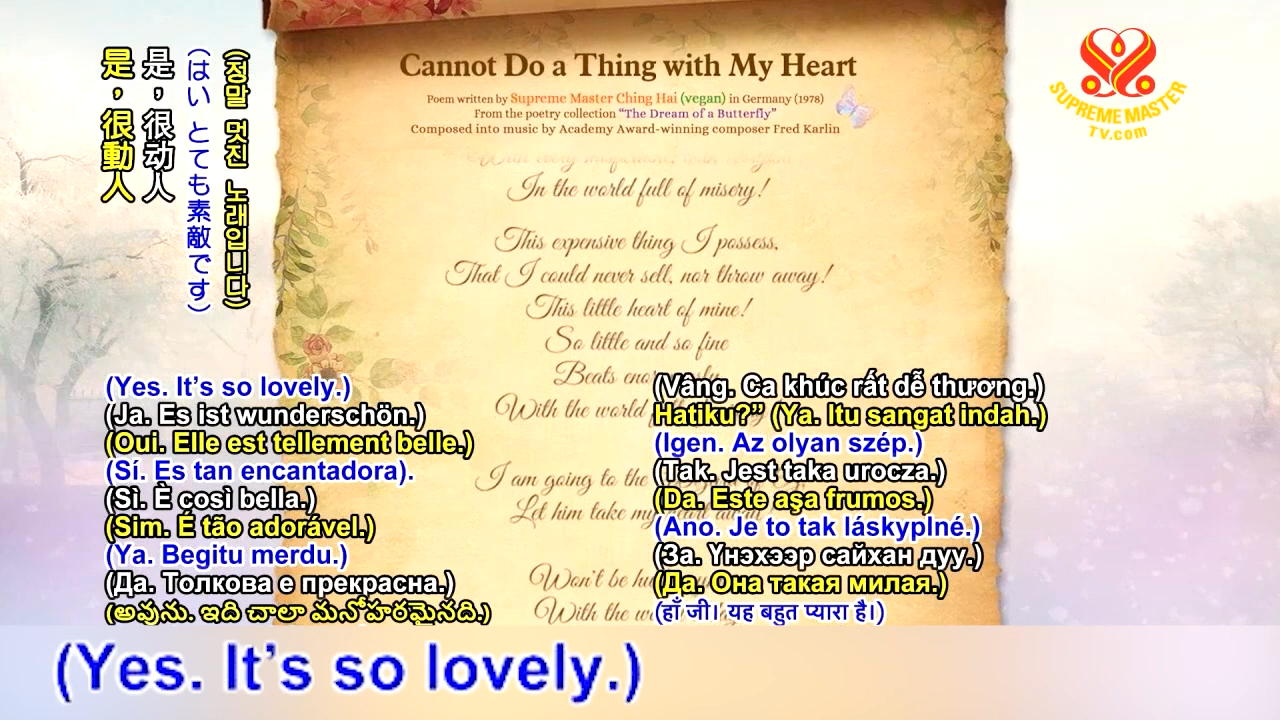 Cannot Do a Thing with My Heart
Poem written by Supreme Master Ching Hai (vegan) in Germany (1978)
From the poetry collection “The Dream of a Butterfly”
Composed into music by Academy Award-winning composer Fred Karlin
SUPREME MASTER
TV.com
(정말 멋진 노래입니다)
(はい とても素敵です)
是，很动人
是，很動人
In the world full of misery!
This expensive thing I possess,
That I could never sell, nor throw away!
This little heart of mine!
So little and so fine
Beats
With the world
I am going to the
Let him take my
Won't be
With the
(Yes. It’s so lovely.)
(Ja. Es ist wunderschön.)
(Oui. Elle est tellement belle.)
(Sí. Es tan encantadora).
(Sì. È così bella.)
(Sim. É tão adorável.)
(Ya. Begitu merdu.)
(Да. Толкова е прекрасна.)
(అవును. ఇది చాలా మనోహరమైనది.)
(Vâng. Ca khúc rất dễ thương.)
Hatiku?” (Ya. Itu sangat indah.)
(Igen. Az olyan szép.)
(Tak. Jest taka urocza.)
(Da. Este aşa frumos.)
(Ano. Je to tak láskyplné.)
(За. Үнэхээр сайхан дуу.)
(Да. Она такая милая.)
(हाँ जी। यह बहुत प्यारा है।)
(Yes. It’s so lovely.)